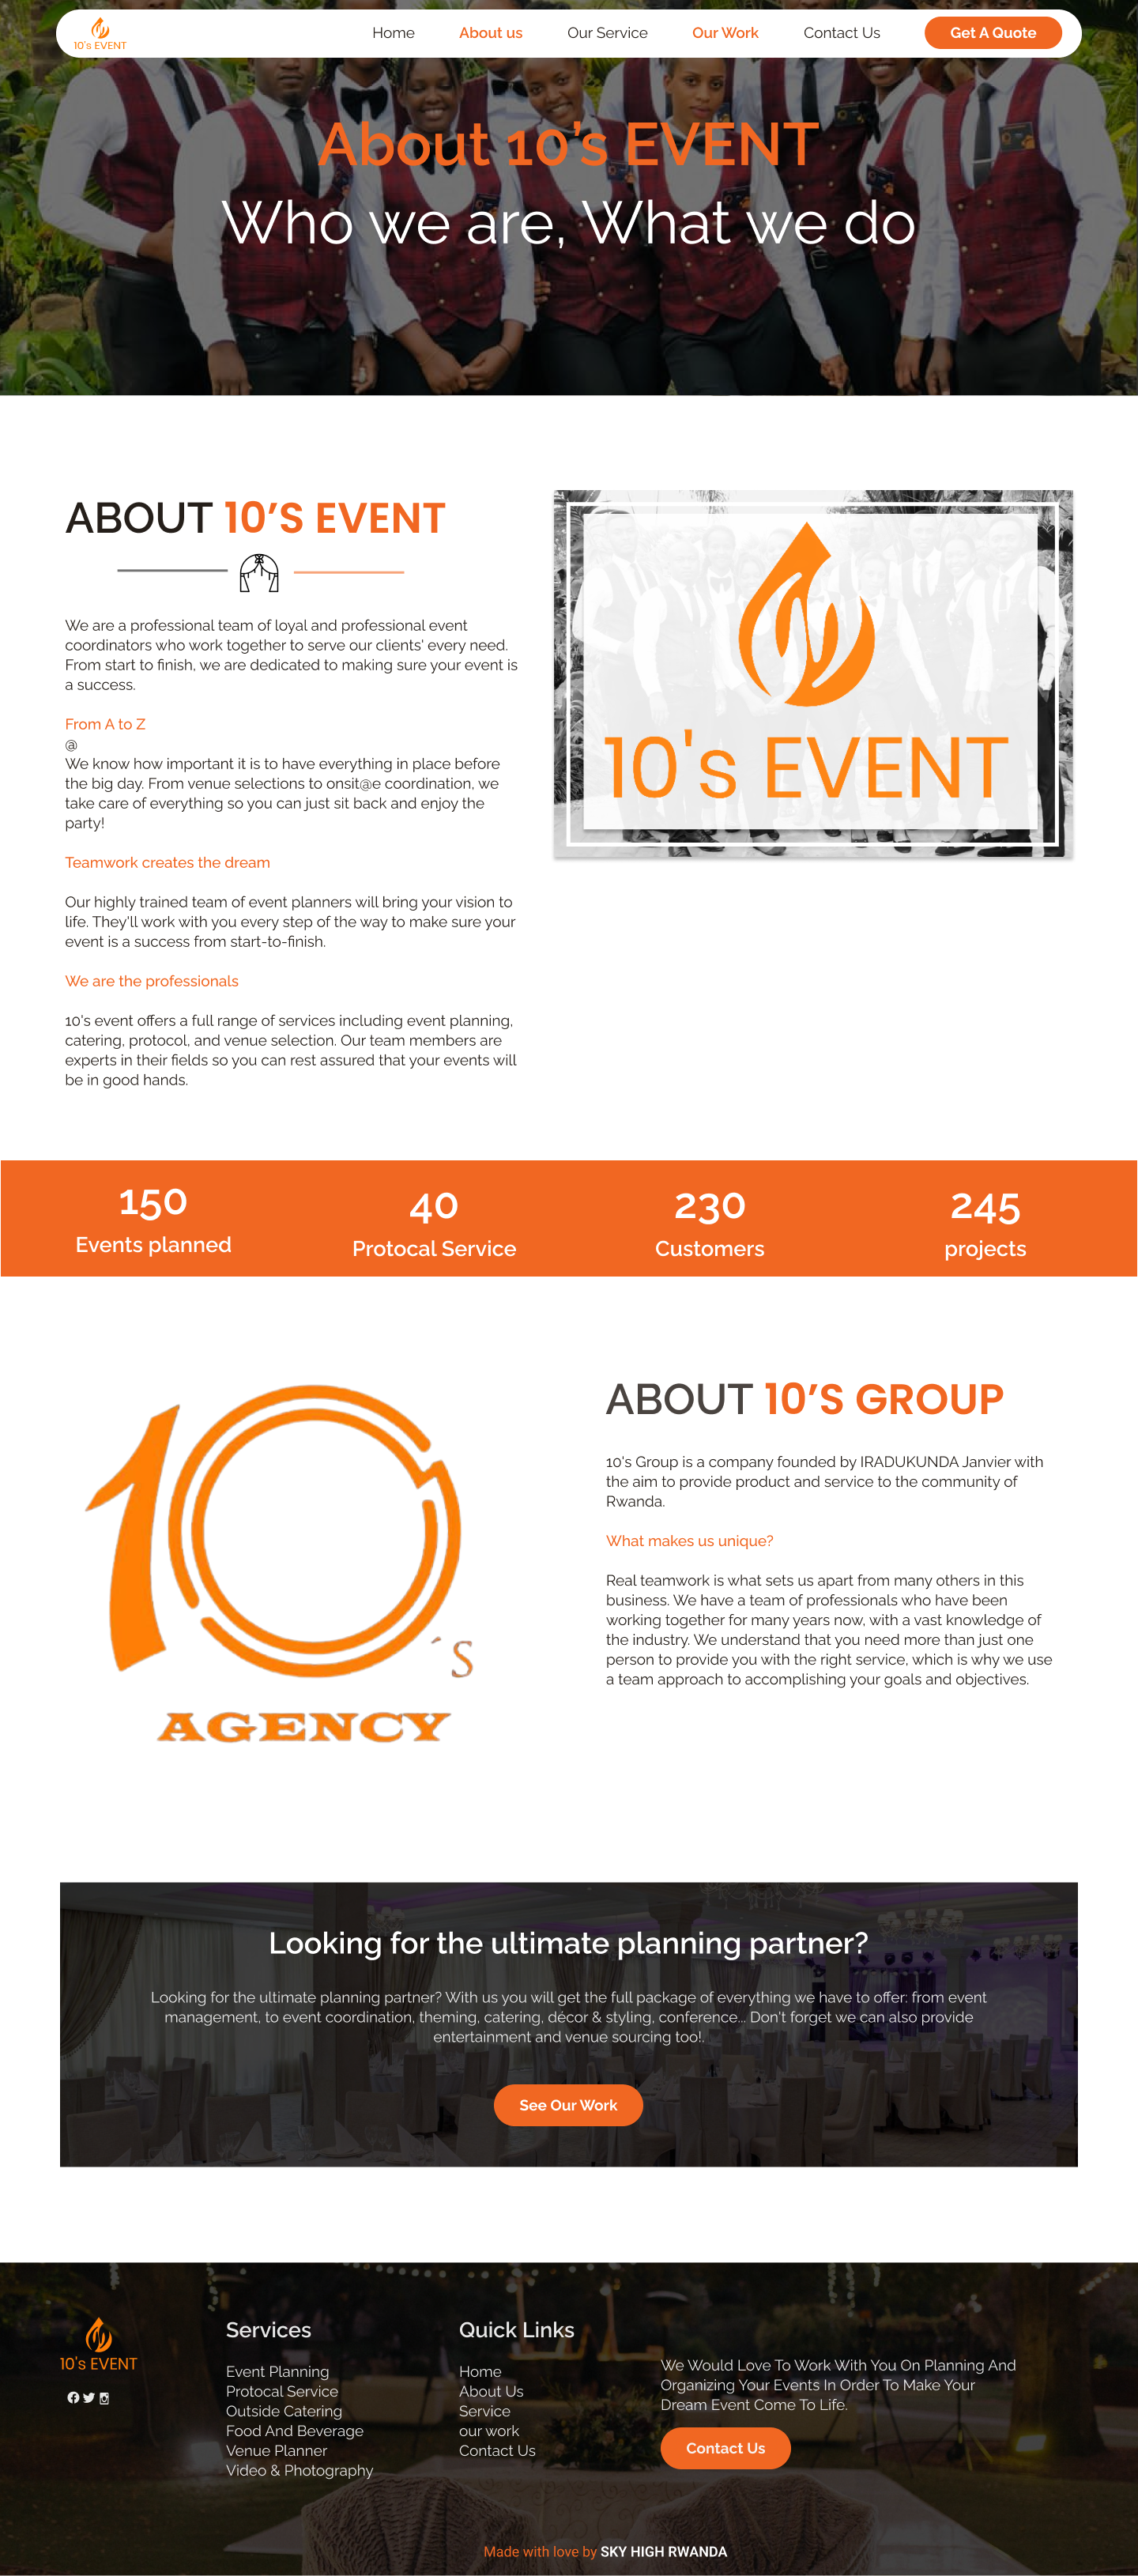 10's EVENT
Home About us Our Service Our Work Contact Us Get A Quote
About 10's EVENT
Who we are, What we do
ABOUT 10'S EVENT
We are a professional team of loyal and professional event
coordinators who work together to serve our clients' every need.
From start to finish, we are dedicated to making sure your event is
a success.
From A to Z
@
We know how important it is to have everything in place before
the big day. From venue selections to onsit@e coordination, we
take care of everything so you can just sit back and enjoy the
party!
Teamwork creates the dream
Our highly trained team of event planners will bring your vision to
life. They'll work with you every step of the way to make sure your
event is a success from start-to-finish.
We are the professionals
10's event offers a full range of services including event planning,
catering, protocol, and venue selection. Our team members are
experts in their fields so you can rest assured that your events will
be in good hands.
10's EVENT
150
Events planned
40
Protocal Service
230
Customers
245
projects
10's
AGENCY
ABOUT 10'S GROUP
10's Group is a company founded by IRADUKUNDA Janvier with
the aim to provide product and service to the community of
Rwanda.
What makes us unique?
Real teamwork is what sets us apart from many others in this
business. We have a team of professionals who have been
working together for many years now, with a vast knowledge of
the industry. We understand that you need more than just one
person to provide you with the right service, which is why we use
a team approach to accomplishing your goals and objectives.
Looking for the ultimate planning partner?
Looking for the ultimate planning partner? With us you will get the full package of everything we have to offer: from event
management, to event coordination, theming, catering, décor & styling, conference... Don't forget we can also provide
entertainment and venue sourcing too!.
See Our Work
10's EVENT
Services
Event Planning
Protocal Service
Outside Catering
Food And Beverage
Venue Planner
Video & Photography
Quick Links
Home
About Us
Service
our work
Contact Us
We Would Love To Work With You On Planning And
Organizing Your Events In Order To Make Your
Dream Event Come To Life.
Contact Us
Made with love by SKY HIGH RWANDA